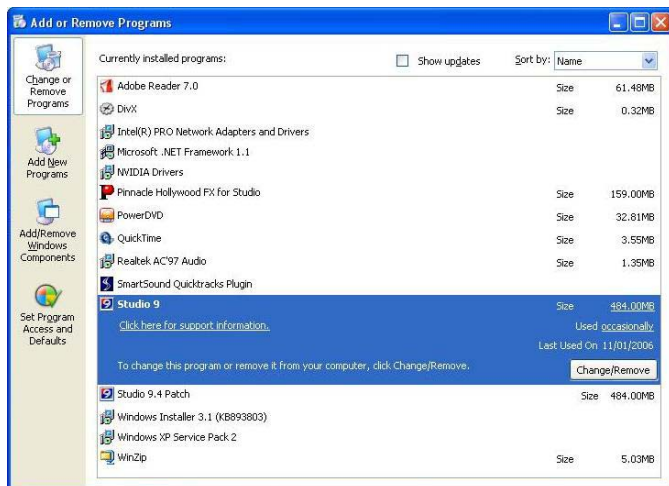 Add or Remove Programs
Change or
Remove
Programs
Add New
Programs
Add/Remove
Windows
Components
Set Program
Access and
Defaults
Currently installed programs:
Show updates
Sort by: Name
Adobe Reader 7.0 Size 61.48MB
DivX Size 0.32MB
Intel(R) PRO Network Adapters and Drivers
Microsoft .NET Framework 1.1
NVIDIA Drivers
Pinnacle Hollywood FX for Studio Size 159.00MB
PowerDVD Size 32.81MB
QuickTime Size 3.55MB
Realtek AC'97 Audio Size 1.35MB
SmartSound Quicktracks Plugin
Studio 9 Size 484.00MB
Click here for support information. Used occasionally
Last Used On 11/01/2006
To change this program or remove it from your computer, click Change/Remove. Change/Remove
Studio 9.4 Patch Size 484.00MB
Windows Installer 3.1 (KB893803)
Windows XP Service Pack 2
WinZip Size 5.03MB